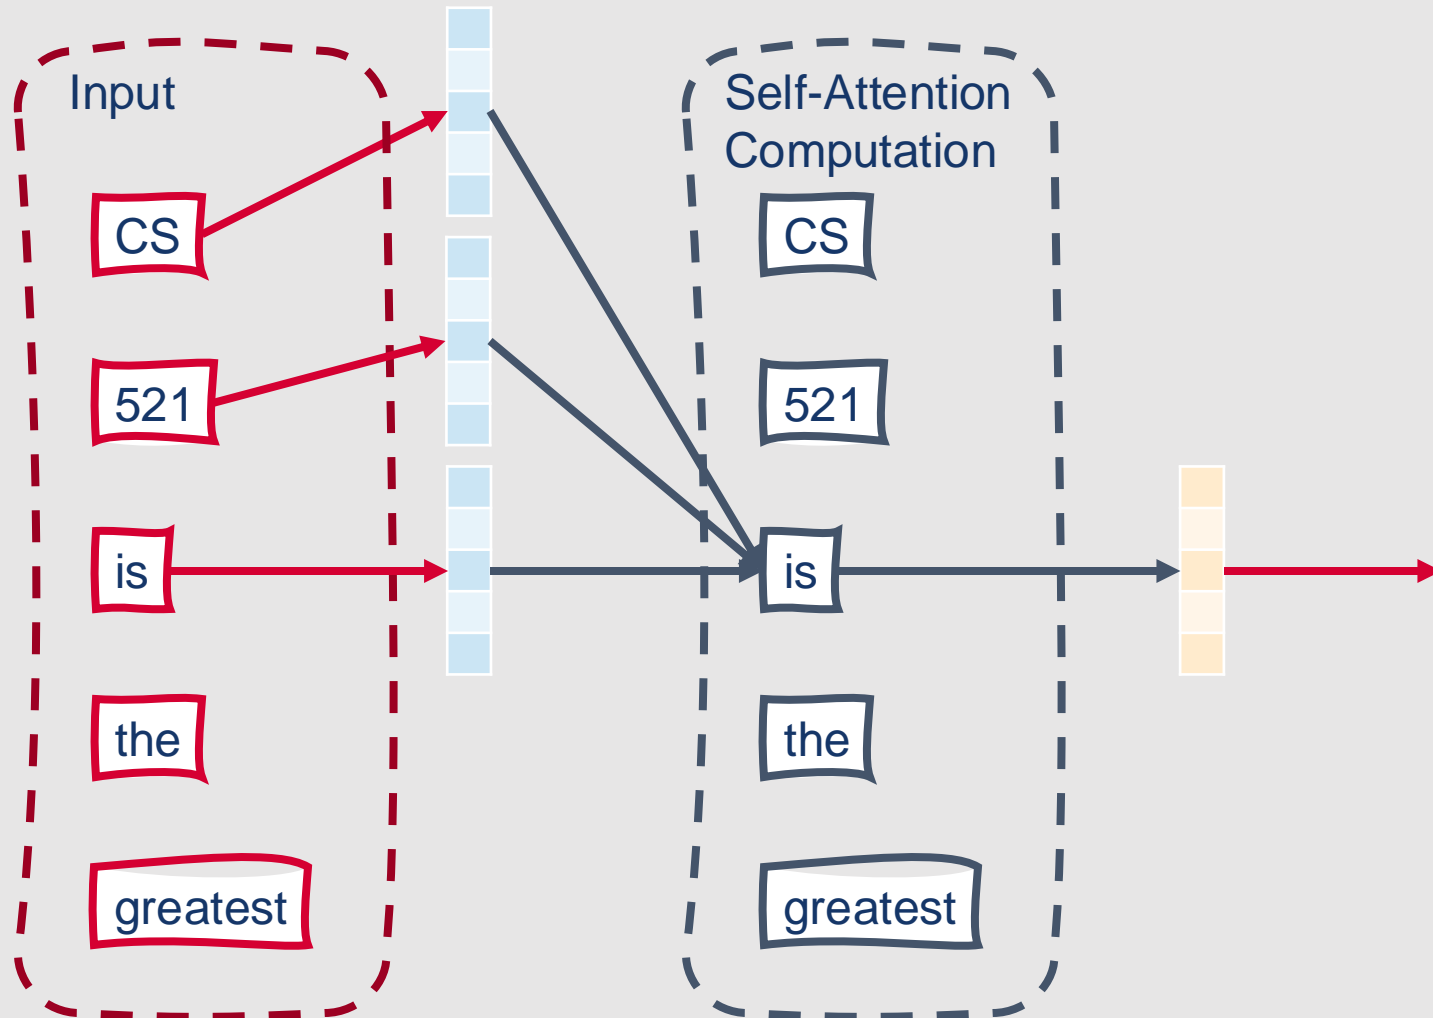 Input
CS
521
is
the
greatest
Self-Attention
Computation
CS
521
is
the
greatest